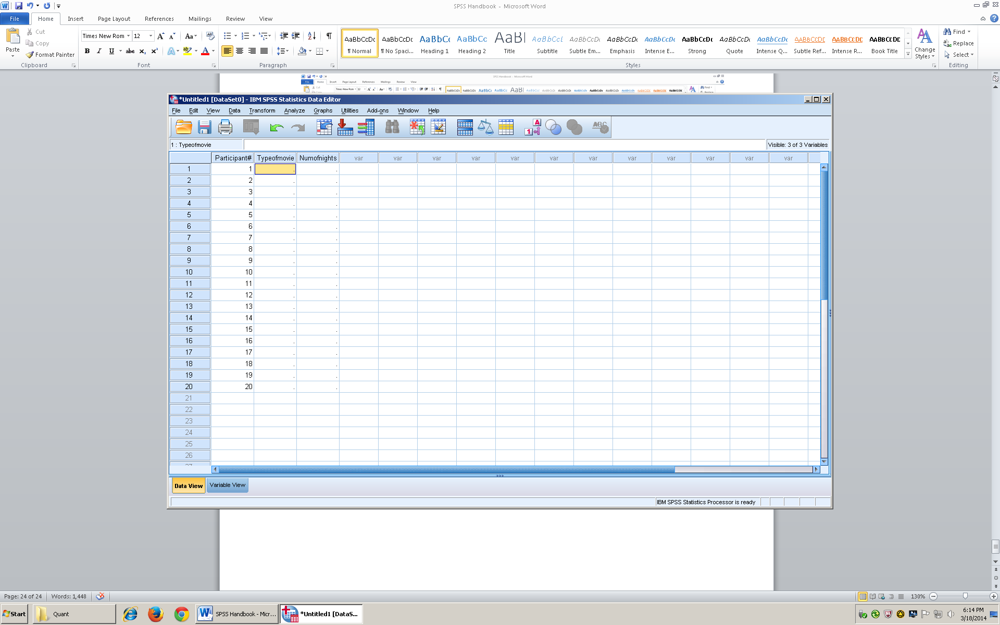 SPSS Handbook - Microsoft Word
File Home Insert Page Layout References Mailings Review View
Paste
Cut
Copy
Format Painter
Clipboard
Times New Rom 12
Font
Paragraph
AaBbCcDc AaBbCcDc AaBbCc AaBbCc AaBl AaBbCcL AaBbCcDc AaBbCcDc AaBbCcDc AaBbCcDc AaBbCcDc AaBbCcDc AABBCCDE AABBCCDE AABBCCDE
¶ Normal ¶ No Spaci... Heading 1 Heading 2 Title Subtitle Subtle Em... Emphasis Intense E... Strong Quote Intense Q... Subtle Ref... Intense R... Book Title
Change Styles
Styles
Find
Replace
Select
Editing
*Untitled1 [DataSet0] - IBM SPSS Statistics Data Editor
File Edit View Data Transform Analyze Graphs Utilities Add-ons Window Help
1 : Typeofmovie
Visible: 3 of 3 Variables
Participant# Typeofmovie Numofnights var var var var var var var var var var var var
1 1 . .
2 2 . .
3 3 . .
4 4 . .
5 5 . .
6 6 . .
7 7 . .
8 8 . .
9 9 . .
10 10 . .
11 11 . .
12 12 . .
13 13 . .
14 14 . .
15 15 . .
16 16 . .
17 17 . .
18 18 . .
19 19 . .
20 20 . .
21
22
23
24
25
26
27
Data View Variable View
IBM SPSS Statistics Processor is ready
Page: 24 of 24 Words: 1,448
130%
Start Quant SPSS Handbook - Micr... *Untitled1 [DataS...
6:14 PM
3/18/2014